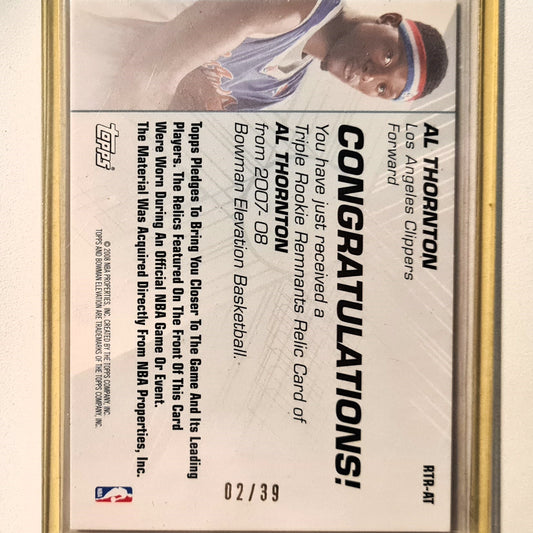 RTR-AT
AL THORNTON
Los Angeles Clippers
Forward
CONGRATULATIONS!
You have just received a
Triple Rookie Remnants Relic Card of
AL THORNTON
from 2007-08
Bowman Elevation Basketball.
Topps Pledges To Bring You Closer To The Game And Its Leading
Players. The Relics Featured On The Front Of This Card
Were Worn During An Official NBA Game Or Event.
The Material Was Acquired Directly From NBA Properties, Inc.
02/39
topps
© 2008 NBA PROPERTIES, INC. CREATED BY THE TOPPS COMPANY, INC.
TOPPS AND BOWMAN ELEVATION ARE TRADEMARKS OF THE TOPPS COMPANY, INC.
NBA